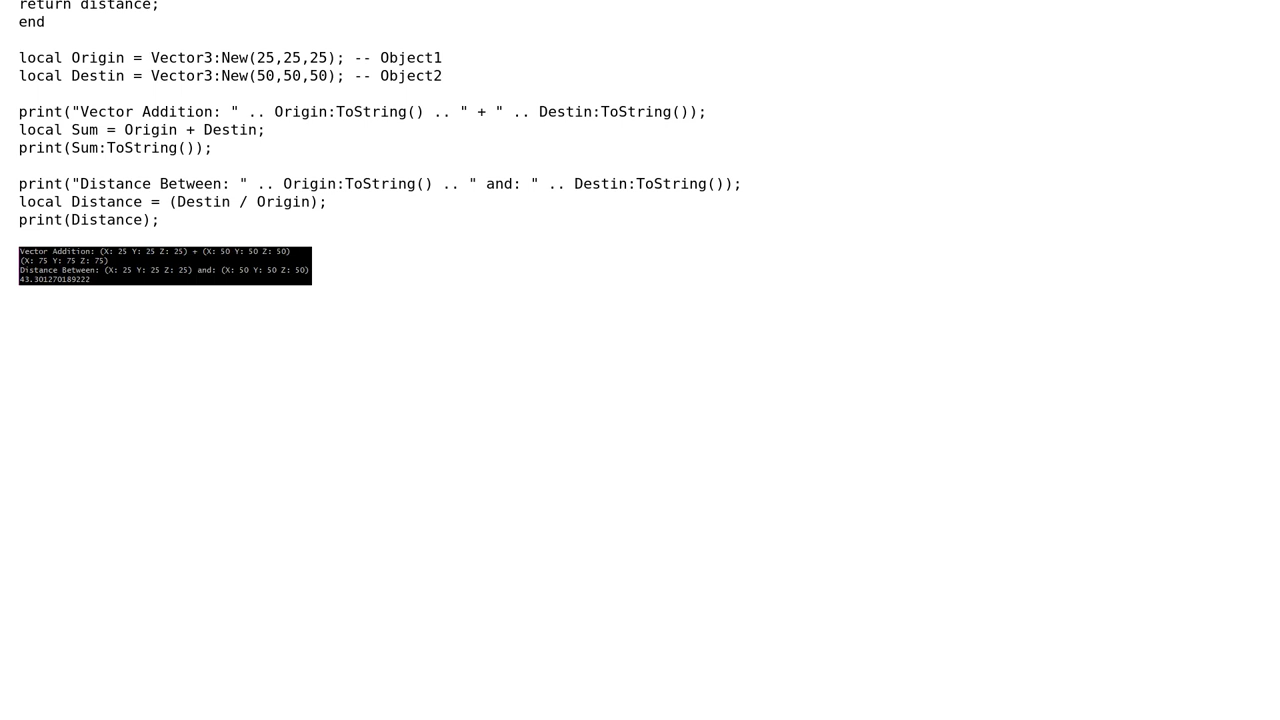 return distance;
end
local Origin = Vector3:New(25,25,25); -- Object1
local Destin = Vector3:New(50,50,50); -- Object2
print("Vector Addition: " .. Origin:ToString() .. " + " .. Destin:ToString());
local Sum = Origin + Destin;
print(Sum:ToString());
print("Distance Between: " .. Origin:ToString() .. " and: " .. Destin:ToString());
local Distance = (Destin / Origin);
print(Distance);
Vector Addition: (X: 25 Y: 25 Z: 25) + (X: 50 Y: 50 Z: 50)
(X: 75 Y: 75 Z: 75)
Distance Between: (X: 25 Y: 25 Z: 25) and: (X: 50 Y: 50 Z: 50)
43.301270189222